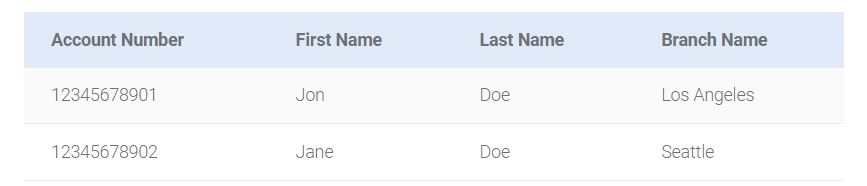 Account Number First Name Last Name Branch Name
12345678901 Jon Doe Los Angeles
12345678902 Jane Doe Seattle